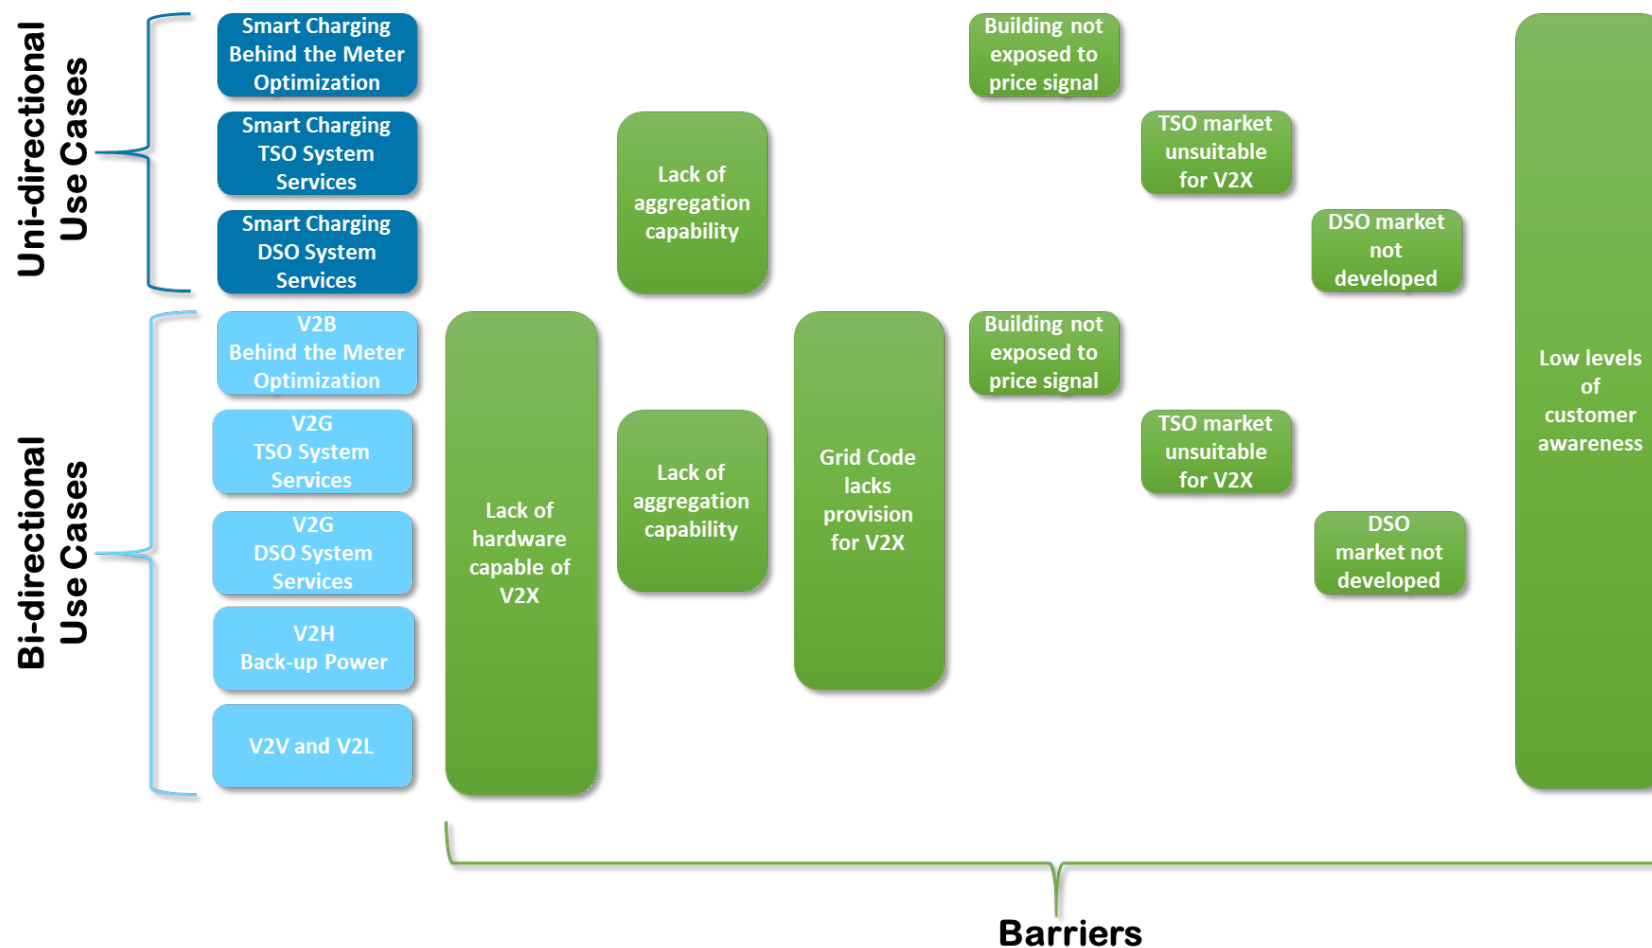 Uni-directional
Use Cases
Smart Charging
Behind the Meter
Optimization
Smart Charging
TSO System
Services
Smart Charging
DSO System
Services
Lack of
aggregation
capability
Building not
exposed to
price signal
TSO market
unsuitable
for V2X
DSO market
not
developed
Bi-directional
Use Cases
V2B
Behind the Meter
Optimization
V2G
TSO System
Services
V2G
DSO System
Services
V2H
Back-up Power
V2V and V2L
Lack of
hardware
capable of
V2X
Lack of
aggregation
capability
Grid Code
lacks
provision
for V2X
Building not
exposed to
price signal
TSO market
unsuitable
for V2X
DSO
market not
developed
Low levels
of
customer
awareness
Barriers